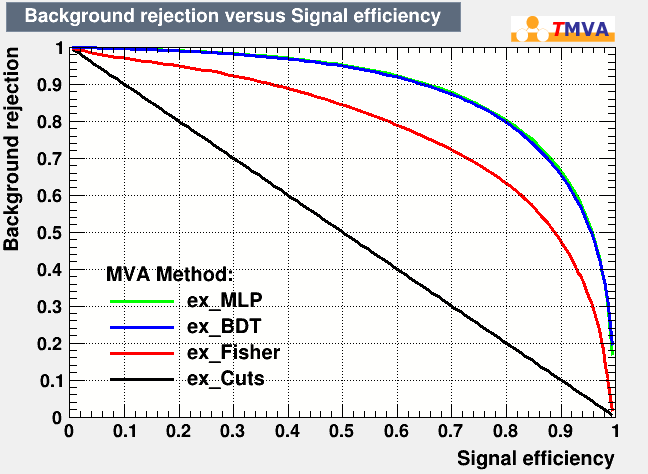 Background rejection versus Signal efficiency
TMVA
Background rejection
1
0.9
0.8
0.7
0.6
0.5
0.4
0.3
0.2
0.1
0
MVA Method:
ex_MLP
ex_BDT
ex_Fisher
ex_Cuts
0 0.1 0.2 0.3 0.4 0.5 0.6 0.7 0.8 0.9 1
Signal efficiency